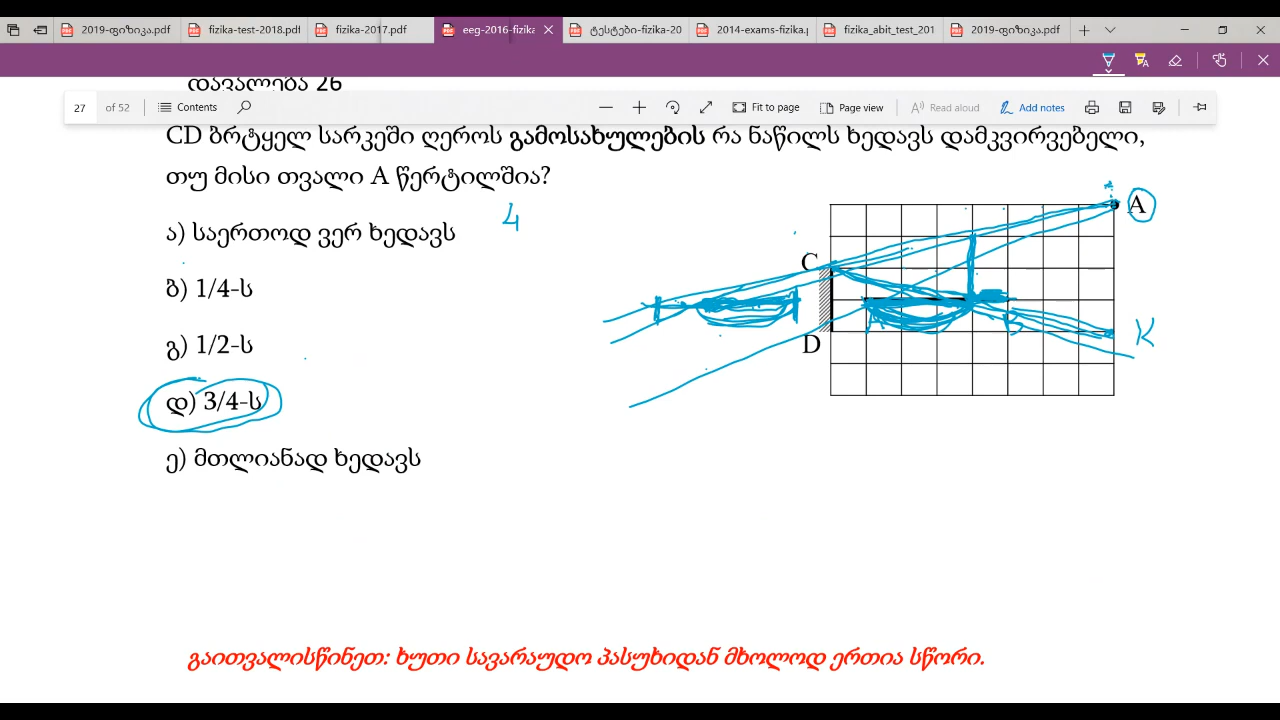 2019-ფიზიკა.pdf
fizika-test-2018.pdf
fizika-2017.pdf
eeg-2016-fizika
ტესტები-fizika-20
2014-exams-fizika.p
fizika_abit_test_201
2019-ფიზიკა.pdf
დავალება 26
27 of 52 Contents Fit to page Page view Read aloud Add notes
CD ბრტყელ სარკეში ღეროს გამოსახულების რა ნაწილს ხედავს დამკვირვებელი,
თუ მისი თვალი A წერტილშია?
4
A
ა) საერთოდ ვერ ხედავს
C
ბ) 1/4-ს
B
K
გ) 1/2-ს
D
დ) 3/4-ს
ე) მთლიანად ხედავს
გაითვალისწინეთ: ხუთი სავარაუდო პასუხიდან მხოლოდ ერთია სწორი.